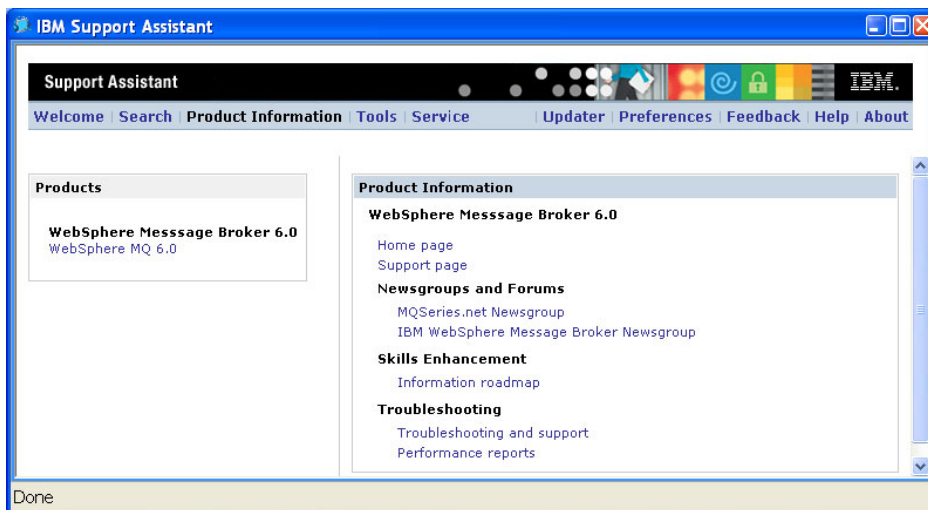 IBM Support Assistant
Support Assistant
IBM.
Welcome | Search | Product Information | Tools | Service | Updater | Preferences | Feedback | Help | About
Products
WebSphere Messsage Broker 6.0
WebSphere MQ 6.0
Product Information
WebSphere Messsage Broker 6.0
Home page
Support page
Newsgroups and Forums
MQSeries.net Newsgroup
IBM WebSphere Message Broker Newsgroup
Skills Enhancement
Information roadmap
Troubleshooting
Troubleshooting and support
Performance reports
Done